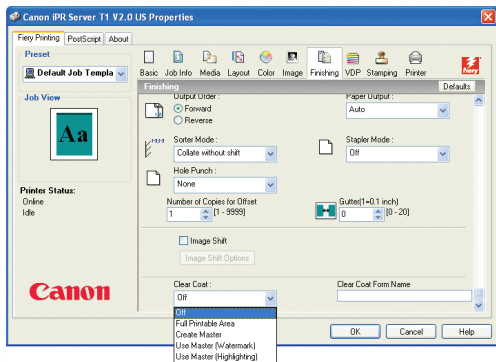 Canon iPR Server T1 V2.0 US Properties
Fiery Printing PostScript About
Preset
Default Job Templa
Basic Job Info Media Layout Color Image Finishing VDP Stamping Printer
fiery
Job View
Aa
Printer Status:
Online
Idle
Canon
Finishing Defaults
Output Order : Paper Output :
Forward Auto
Reverse
Sorter Mode : Stapler Mode :
Collate without shift Off
Hole Punch :
None
Number of Copies for Offset Gutter(1=0.1 inch)
1 [1 - 9999] 0 [0 - 20]
Image Shift
Image Shift Options
Clear Coat : Clear Coat Form Name
Off
Off
Full Printable Area
Create Master
Use Master (Watermark)
Use Master (Highlighting)
OK Cancel Help